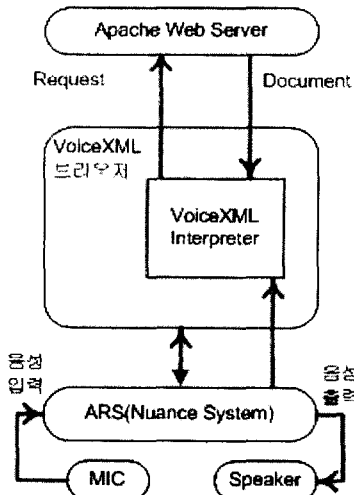 Apache Web Server
Request
Document
VoiceXML
브라우저
VoiceXML
Interpreter
음성
입력
음성
출력
ARS(Nuance System)
MIC
Speaker